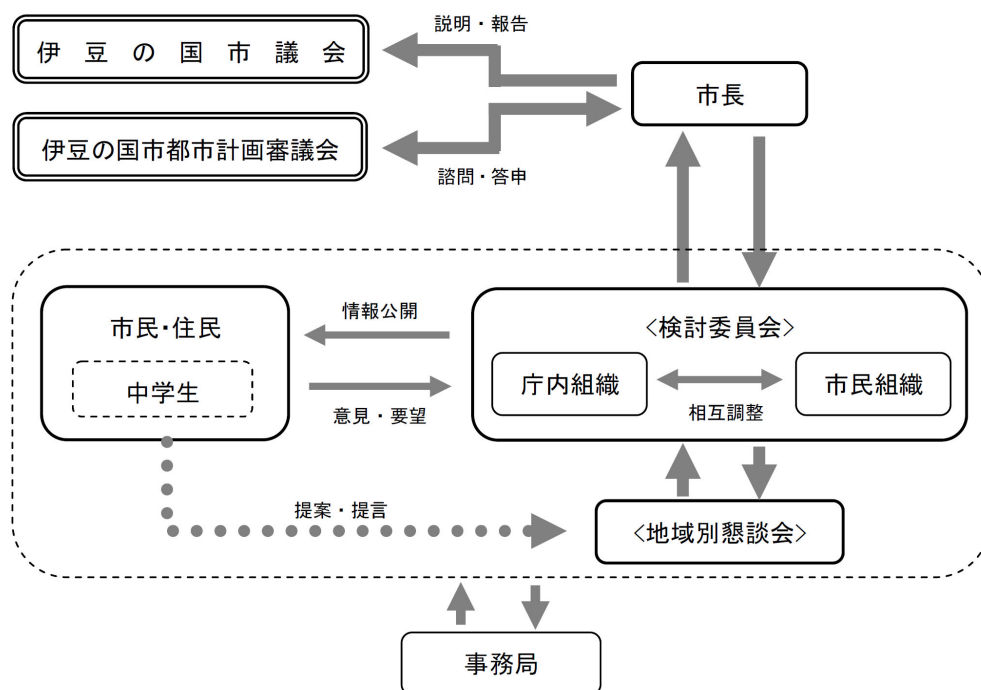 説明・報告
伊豆の国市議会
市長
伊豆の国市都市計画審議会
諮問・答申
市民・住民
中学生
情報公開
意見・要望
<検討委員会>
庁内組織
市民組織
相互調整
提案・提言
<地域別懇談会>
事務局